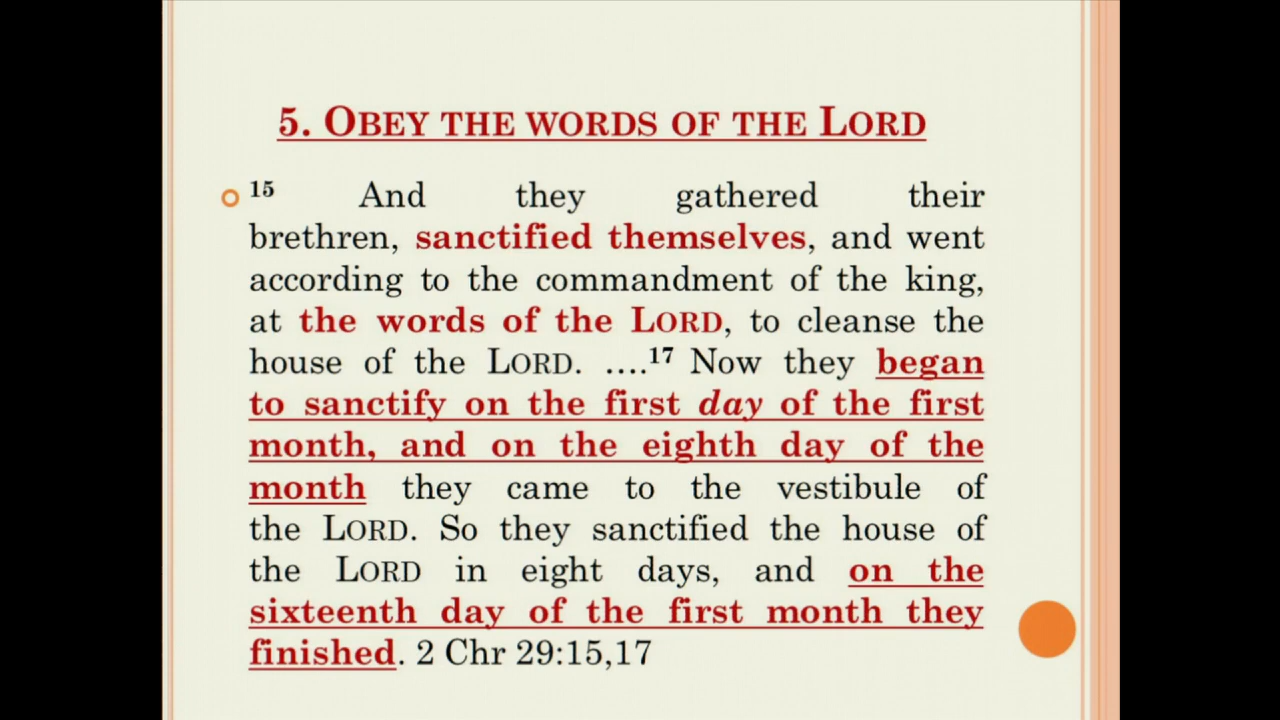 5. OBEY THE WORDS OF THE LORD
15 And they gathered their
brethren, sanctified themselves, and went
according to the commandment of the king,
at the words of the LORD, to cleanse the
house of the LORD. ....17 Now they began
to sanctify on the first day of the first
month, and on the eighth day of the
month they came to the vestibule of
the LORD. So they sanctified the house of
the LORD in eight days, and on the
sixteenth day of the first month they
finished. 2 Chr 29:15,17